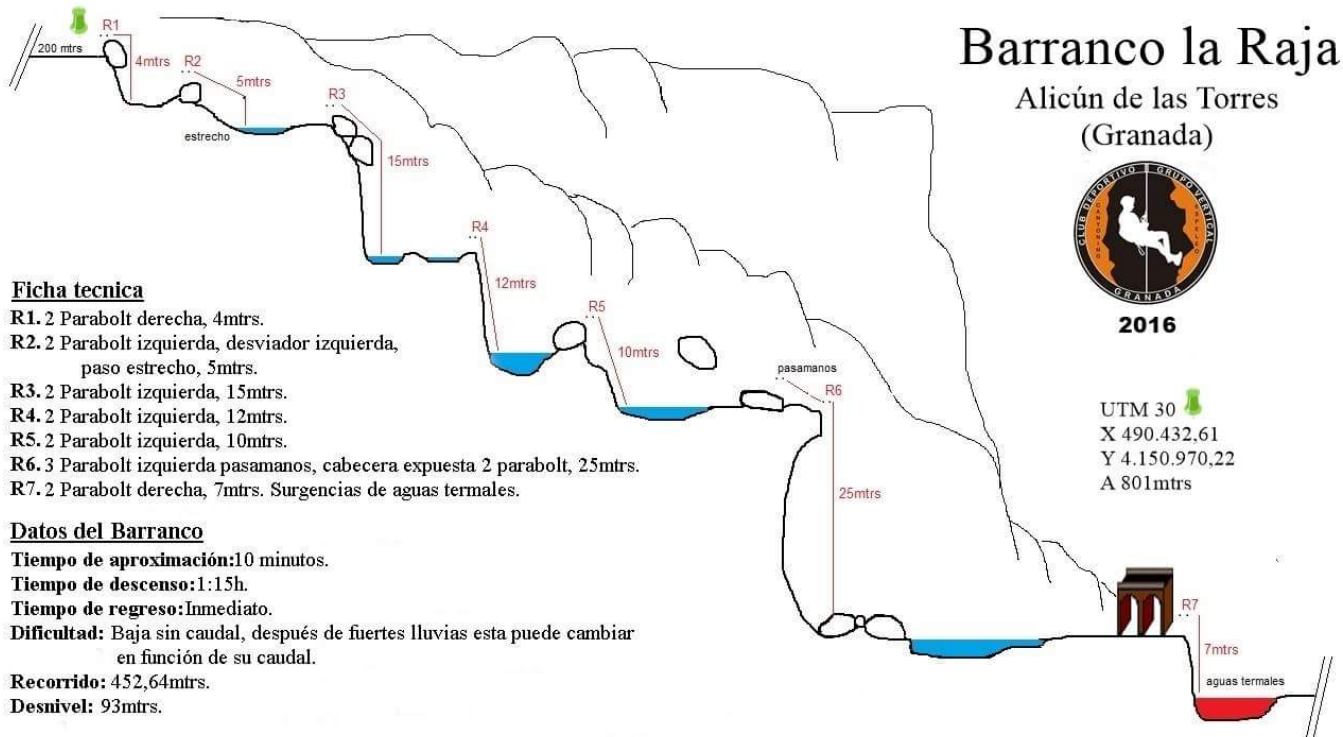 Barranco la Raja
Alicún de las Torres
(Granada)
CLUB DEPORTIVO GRUPO VERTICAL
CANYONING ESPELEO
GRANADA
2016
UTM 30
X 490.432,61
Y 4.150.970,22
A 801mtrs
200 mtrs
R1
4mtrs
R2
5mtrs
estrecho
R3
15mtrs
R4
12mtrs
R5
10mtrs
pasamanos
R6
25mtrs
R7
7mtrs
aguas termales
Ficha tecnica
R1. 2 Parabolt derecha, 4mtrs.
R2. 2 Parabolt izquierda, desviador izquierda,
paso estrecho, 5mtrs.
R3. 2 Parabolt izquierda, 15mtrs.
R4. 2 Parabolt izquierda, 12mtrs.
R5. 2 Parabolt izquierda, 10mtrs.
R6. 3 Parabolt izquierda pasamanos, cabecera expuesta 2 parabolt, 25mtrs.
R7. 2 Parabolt derecha, 7mtrs. Surgencias de aguas termales.
Datos del Barranco
Tiempo de aproximación:10 minutos.
Tiempo de descenso:1:15h.
Tiempo de regreso:Inmediato.
Dificultad: Baja sin caudal, después de fuertes lluvias esta puede cambiar
en función de su caudal.
Recorrido: 452,64mtrs.
Desnivel: 93mtrs.